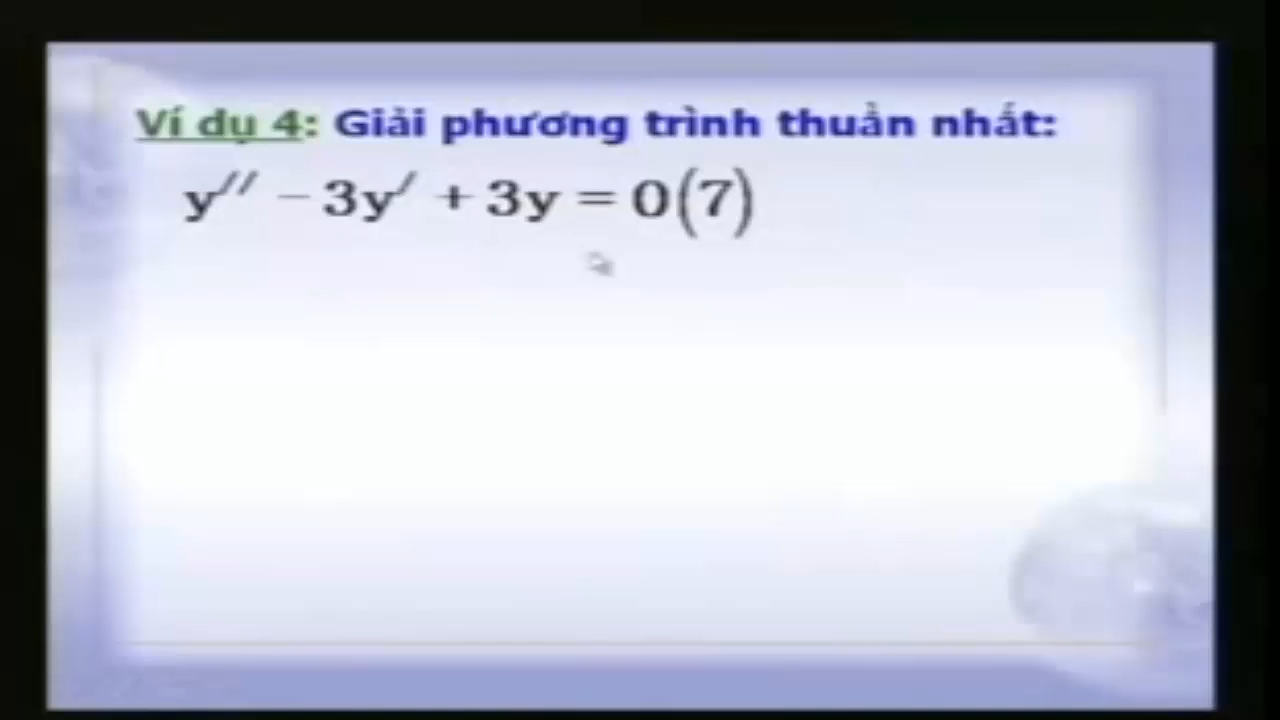 Ví dụ 4: Giải phương trình thuần nhất:
y// − 3y/ + 3y = 0(7)